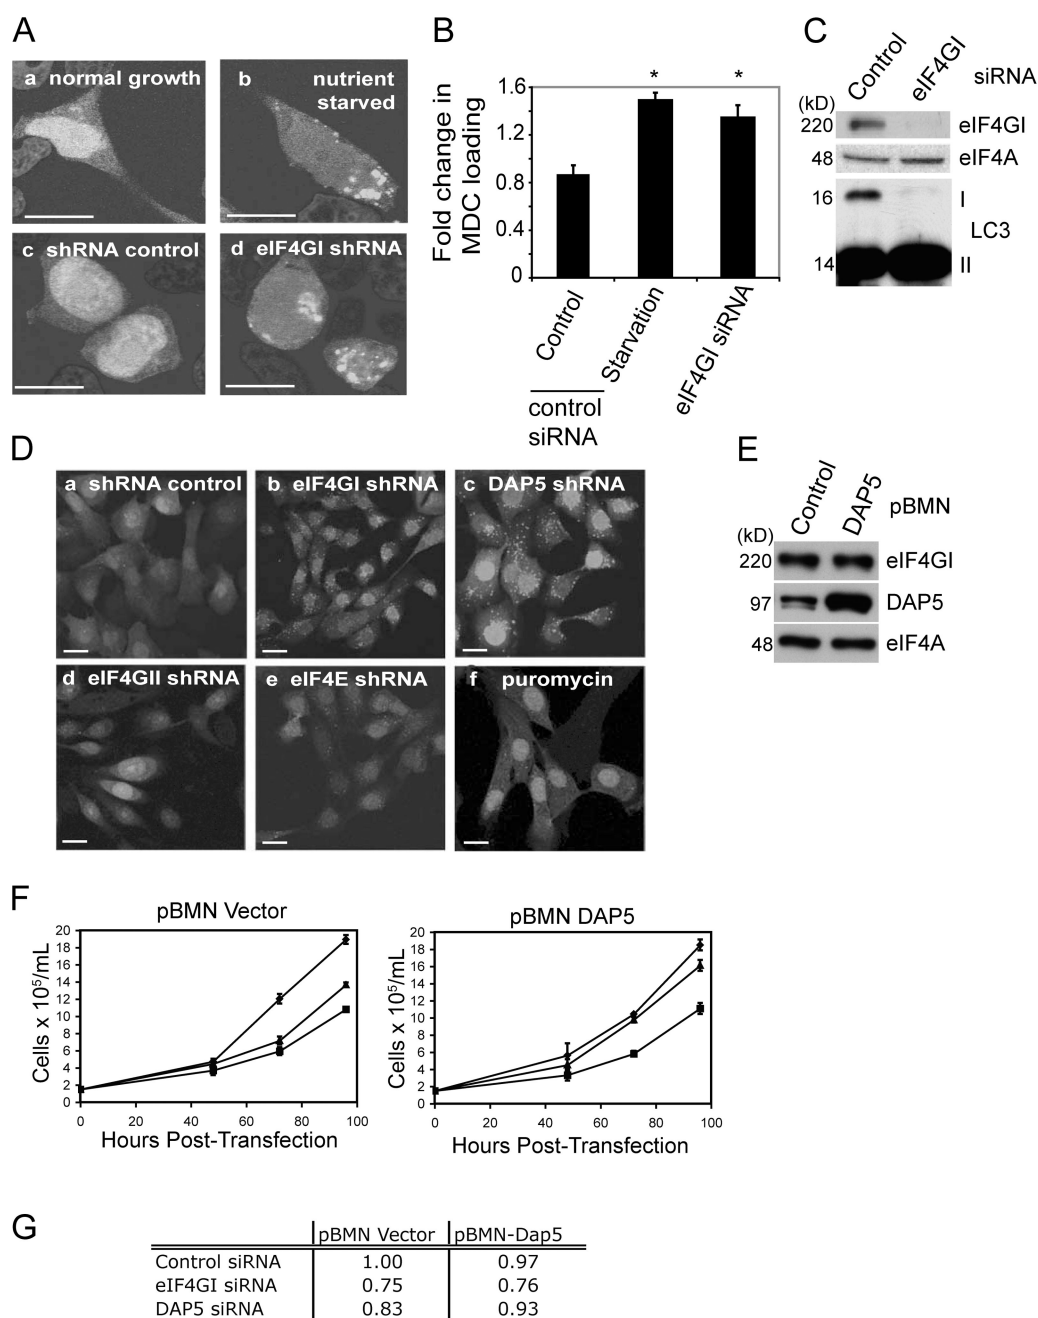 A
a normal growth
b nutrient
starved
c shRNA control
d eIF4GI shRNA
B
Fold change in
MDC loading
1.6
1.2
0.8
0.4
0
*
*
Control
Starvation
eIF4GI siRNA
control
siRNA
C
Control
eIF4GI
siRNA
(kD)
220
eIF4GI
48
eIF4A
16
I
LC3
14
II
D
a shRNA control
b eIF4GI shRNA
c DAP5 shRNA
d eIF4GII shRNA
e eIF4E shRNA
f puromycin
E
Control
DAP5
pBMN
(kD)
220
eIF4GI
97
DAP5
48
eIF4A
F
pBMN Vector
Cells x 10⁵/mL
20
18
16
14
12
10
8
6
4
2
0
0 20 40 60 80 100
Hours Post-Transfection
pBMN DAP5
Cells x 10⁵/mL
20
18
16
14
12
10
8
6
4
2
0
0 20 40 60 80 100
Hours Post-Transfection
G
pBMN Vector pBMN-Dap5
Control siRNA 1.00 0.97
eIF4GI siRNA 0.75 0.76
DAP5 siRNA 0.83 0.93